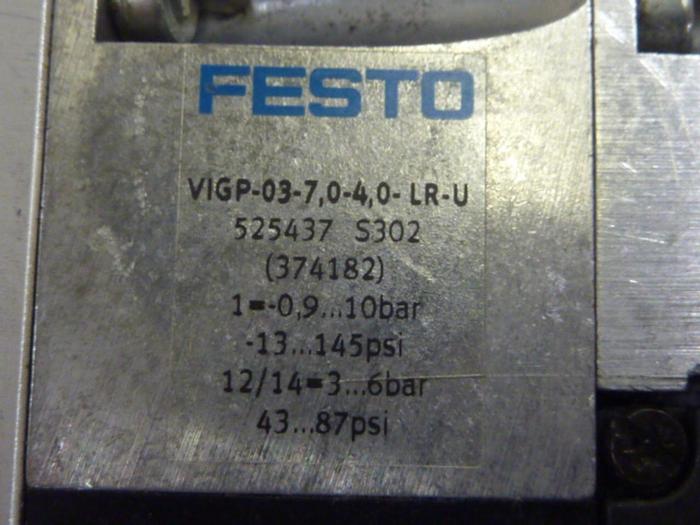 FESTO
VIGP-03-7,0-4,0- LR-U
525437 S302
(374182)
1=-0,9...10bar
-13...145psi
12/14=3...6bar
43...87psi